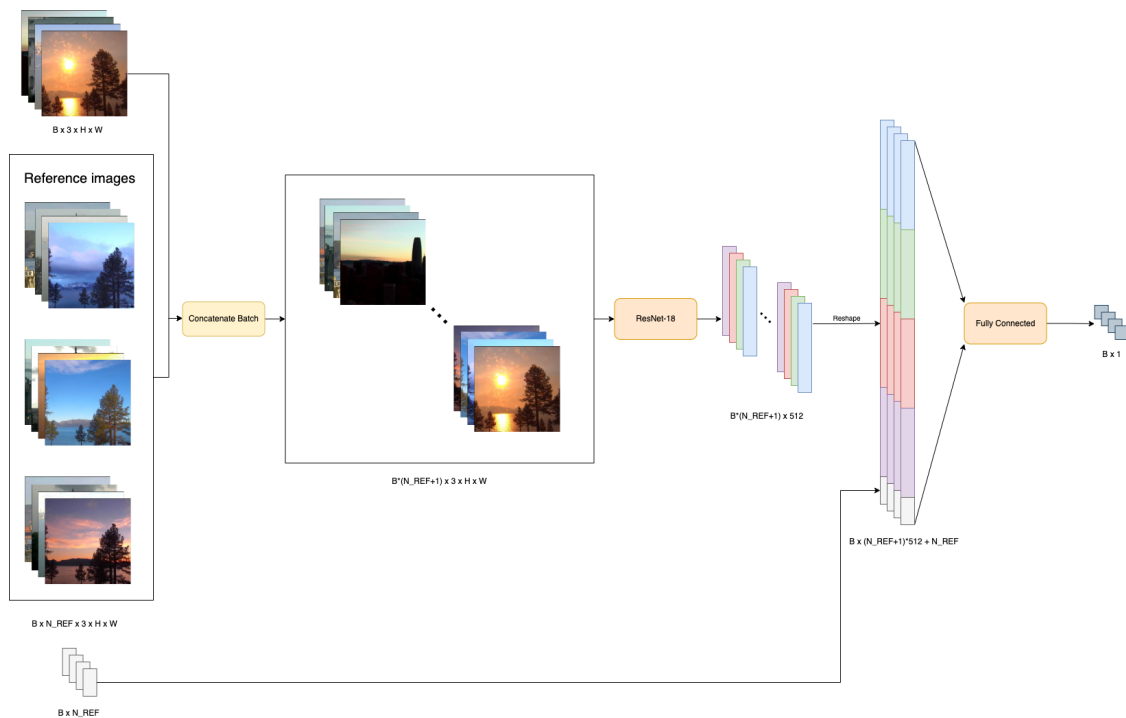 B x 3 x H x W
Reference images
B x N_REF x 3 x H x W
B x N_REF
Concatenate Batch
B*(N_REF+1) x 3 x H x W
ResNet-18
B*(N_REF+1) x 512
Reshape
B x (N_REF+1)*512 + N_REF
Fully Connected
B x 1